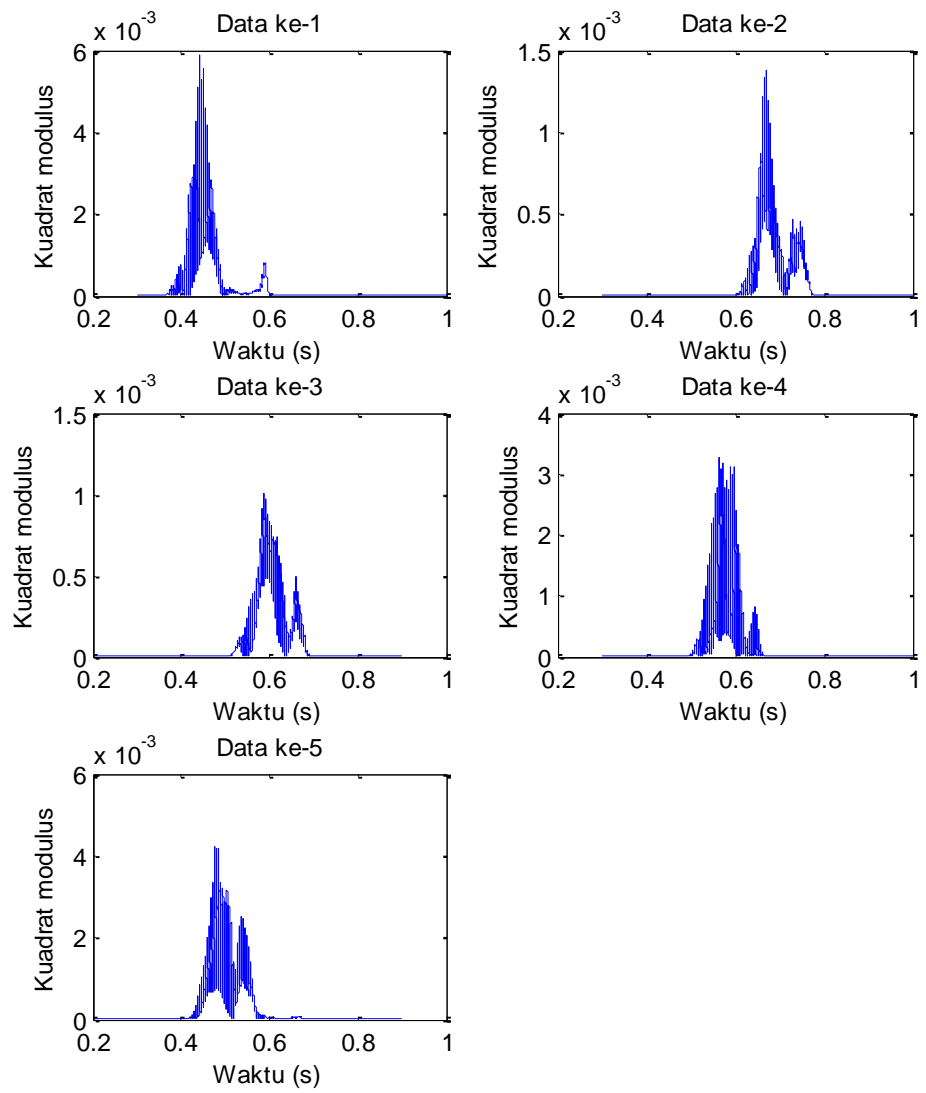 x 10-3 Data ke-1
6
4
2
0
Kuadrat modulus
0.2 0.4 0.6 0.8 1
Waktu (s)
x 10-3 Data ke-2
1.5
1
0.5
0
Kuadrat modulus
0.2 0.4 0.6 0.8 1
Waktu (s)
x 10-3 Data ke-3
1.5
1
0.5
0
Kuadrat modulus
0.2 0.4 0.6 0.8 1
Waktu (s)
x 10-3 Data ke-4
4
3
2
1
0
Kuadrat modulus
0.2 0.4 0.6 0.8 1
Waktu (s)
x 10-3 Data ke-5
6
4
2
0
Kuadrat modulus
0.2 0.4 0.6 0.8 1
Waktu (s)